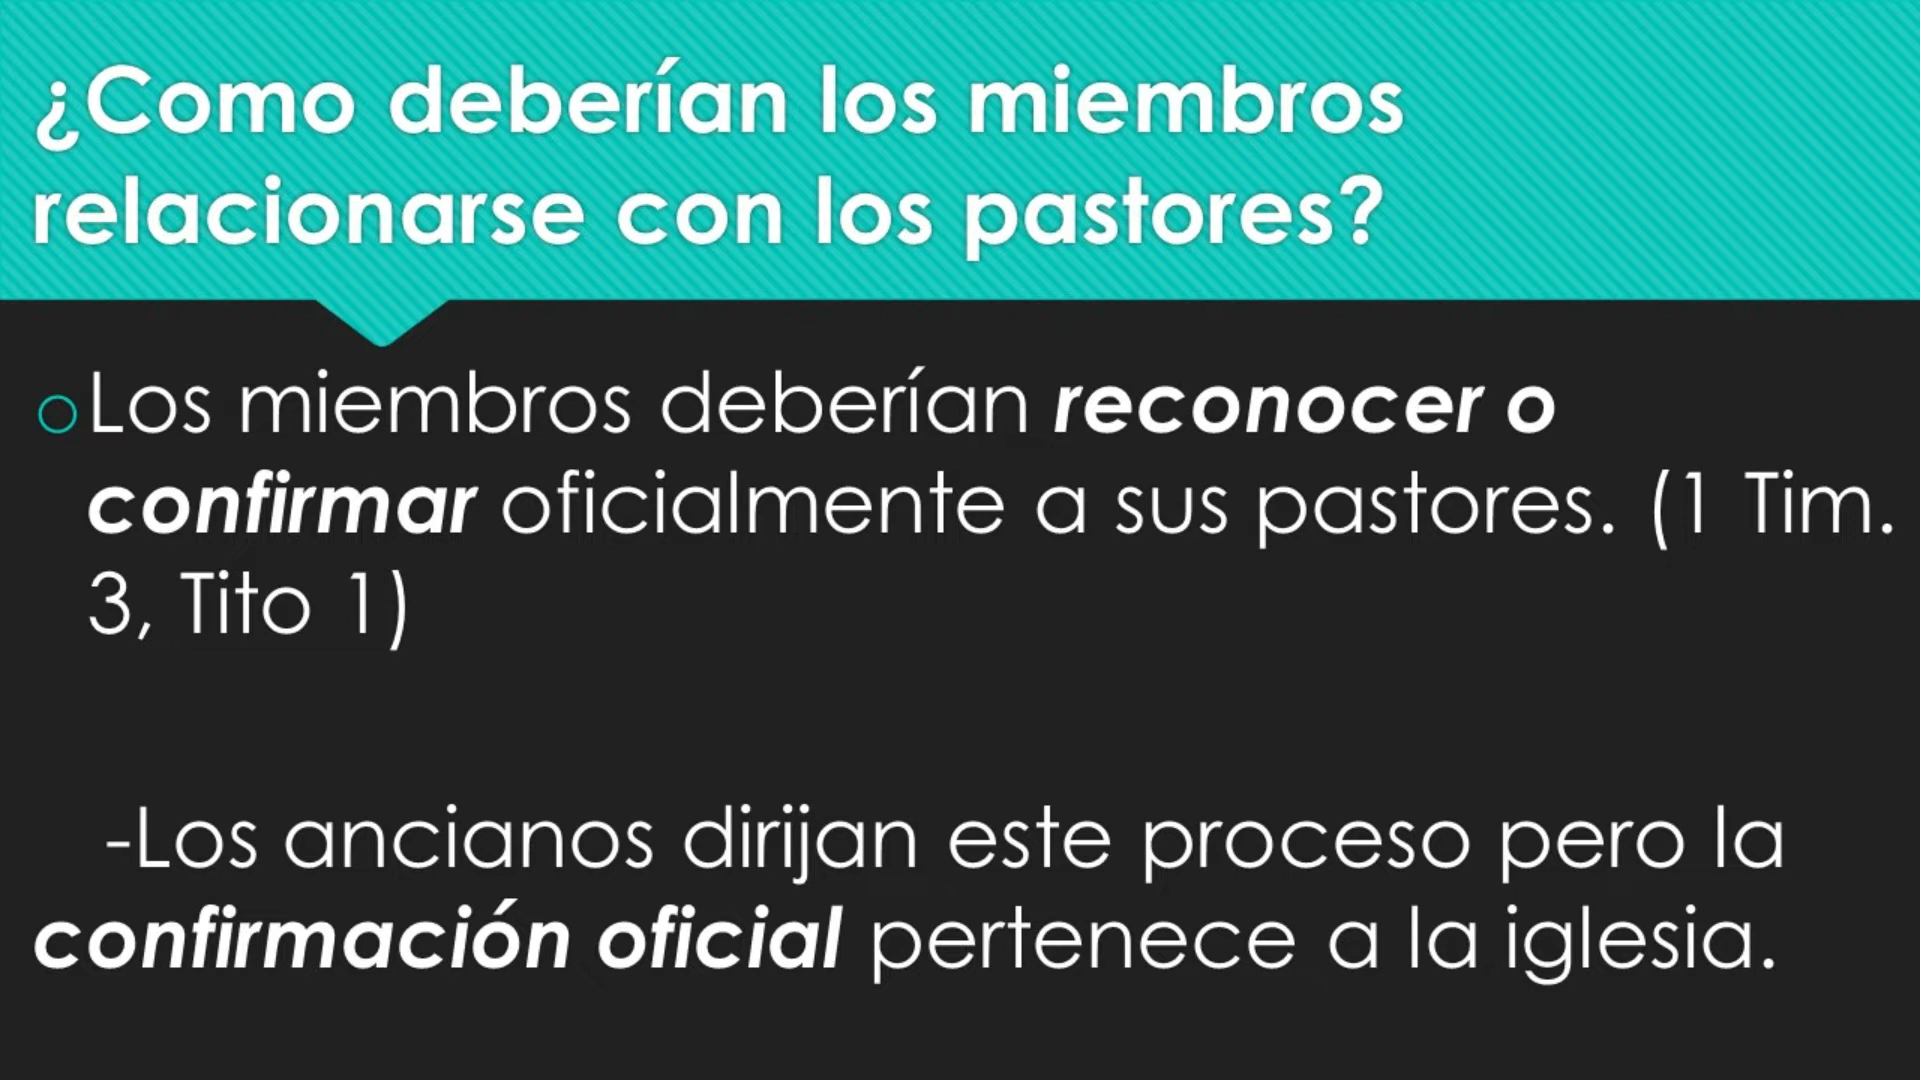 ¿Como deberían los miembros
relacionarse con los pastores?
oLos miembros deberían reconocer o
confirmar oficialmente a sus pastores. (1 Tim.
3, Tito 1)
-Los ancianos dirijan este proceso pero la
confirmación oficial pertenece a la iglesia.